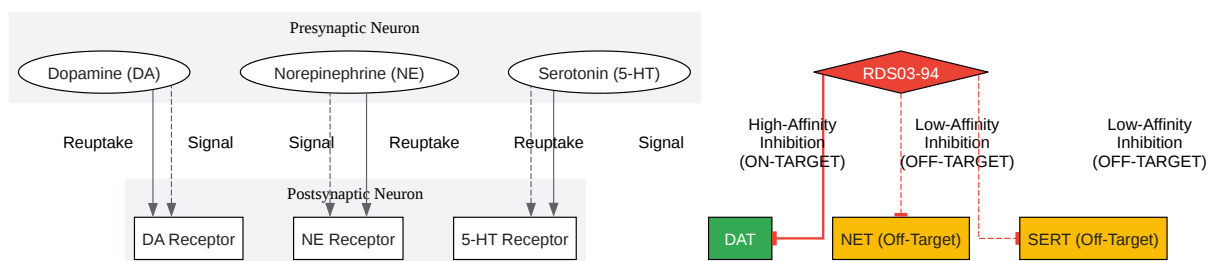 Presynaptic Neuron
Dopamine (DA)
Norepinephrine (NE)
Serotonin (5-HT)
RDS03-94
Reuptake
Signal
Signal
Reuptake
Reuptake
Signal
High-Affinity
Inhibition
(ON-TARGET)
Low-Affinity
Inhibition
(OFF-TARGET)
Low-Affinity
Inhibition
(OFF-TARGET)
Postsynaptic Neuron
DA Receptor
NE Receptor
5-HT Receptor
DAT
NET (Off-Target)
SERT (Off-Target)